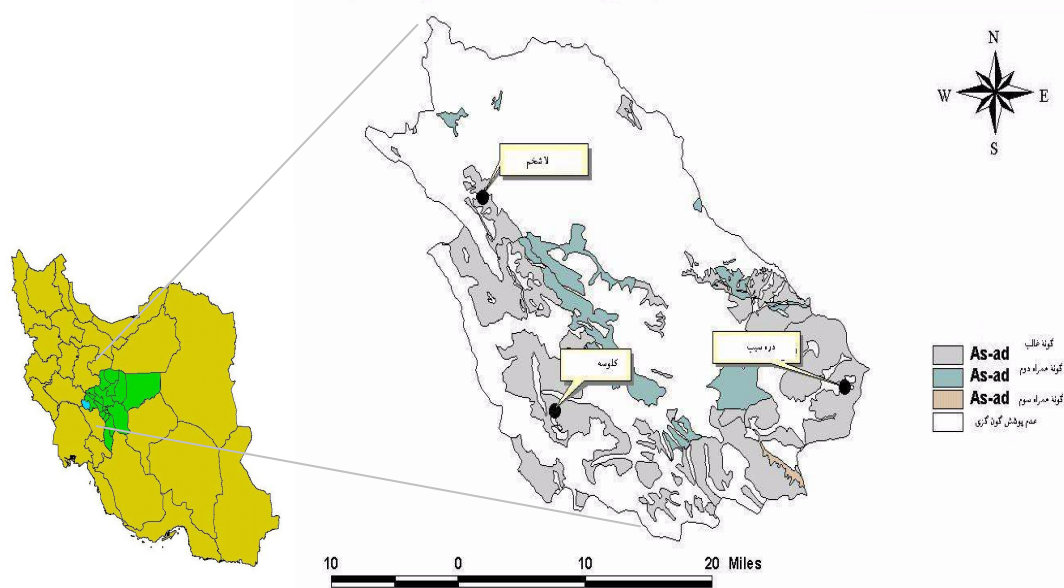 N
W E
S
لاشخم
دره سیب
کلوسه
گونه غالب
As-ad
گونه همراه دوم
As-ad
گونه همراه سوم
As-ad
عدم پوشش گون گزی
10 0 10 20 Miles